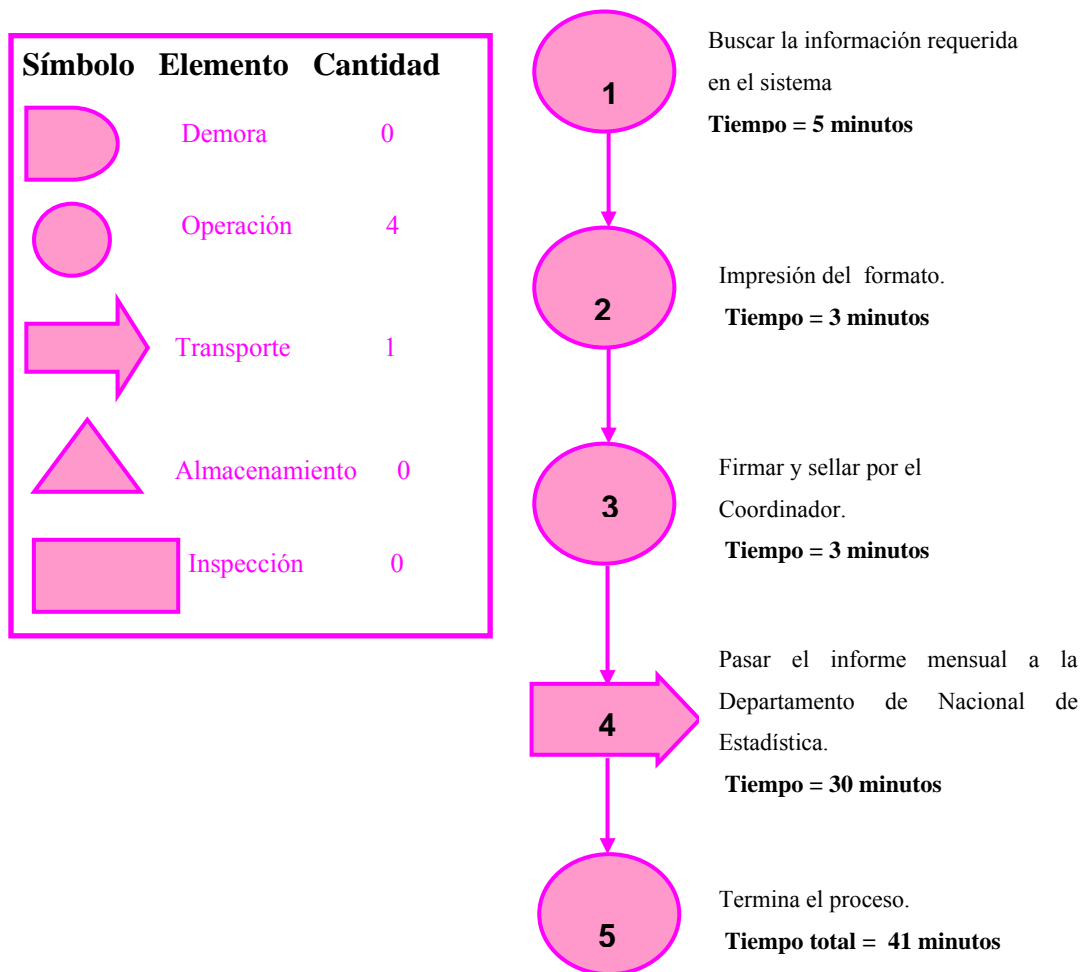 Símbolo Elemento Cantidad
Demora 0
Operación 4
Transporte 1
Almacenamiento 0
Inspección 0
1
Buscar la información requerida
en el sistema
Tiempo = 5 minutos
2
Impresión del formato.
Tiempo = 3 minutos
3
Firmar y sellar por el
Coordinador.
Tiempo = 3 minutos
4
Pasar el informe mensual a la
Departamento de Nacional de
Estadística.
Tiempo = 30 minutos
5
Termina el proceso.
Tiempo total = 41 minutos